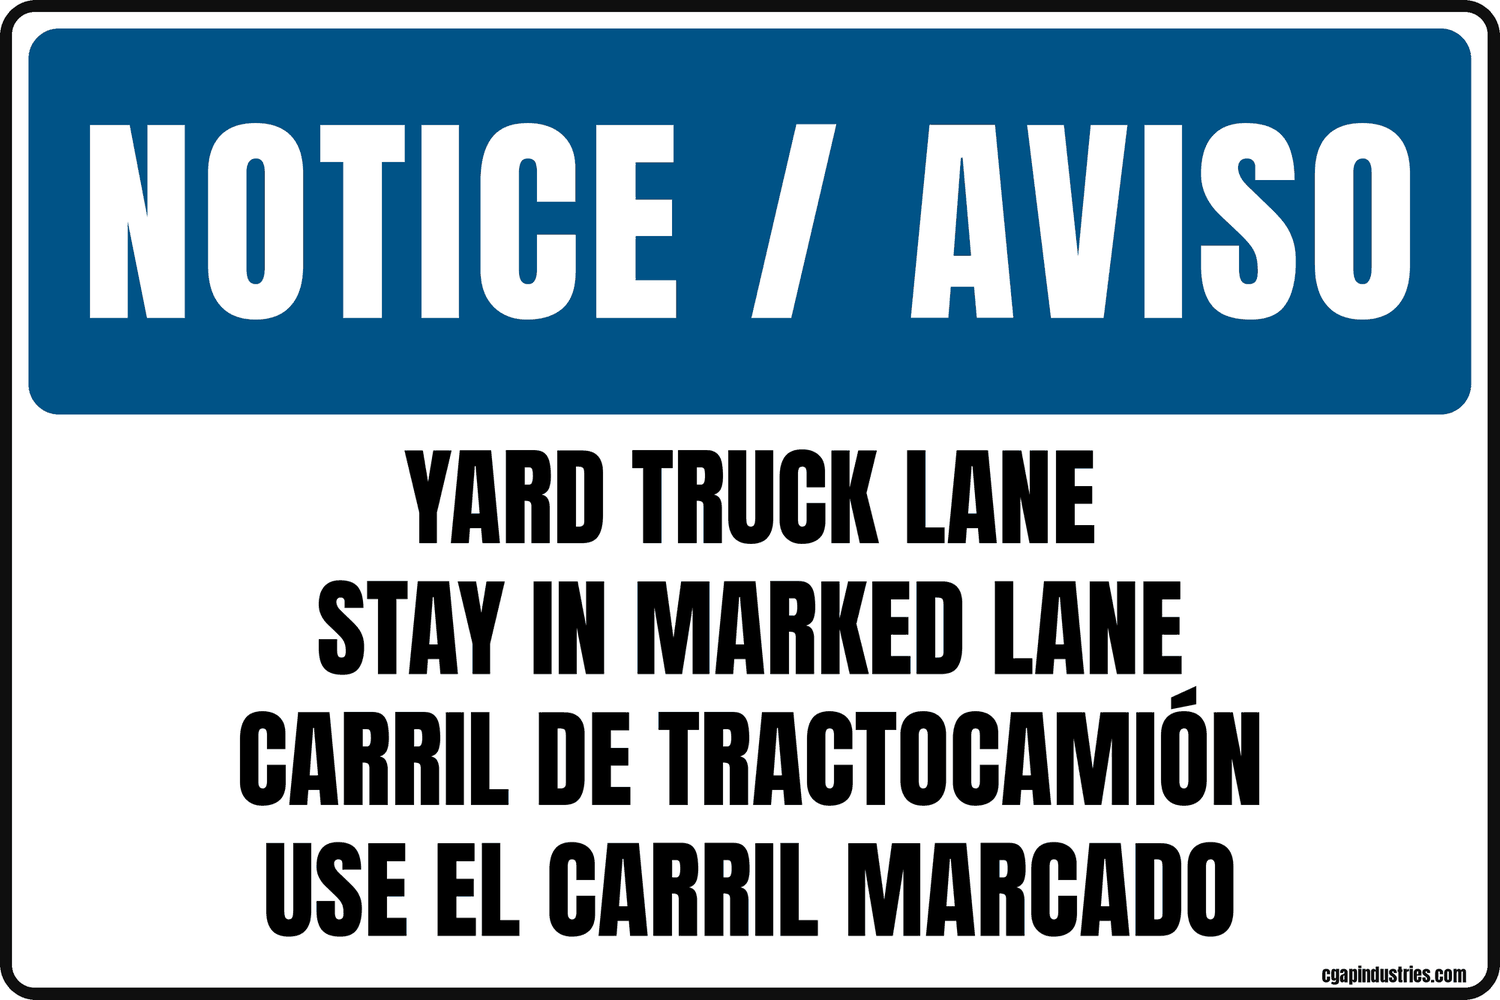 NOTICE / AVISO
YARD TRUCK LANE
STAY IN MARKED LANE
CARRIL DE TRACTOCAMIÓN
USE EL CARRIL MARCADO
cgapindustries.com